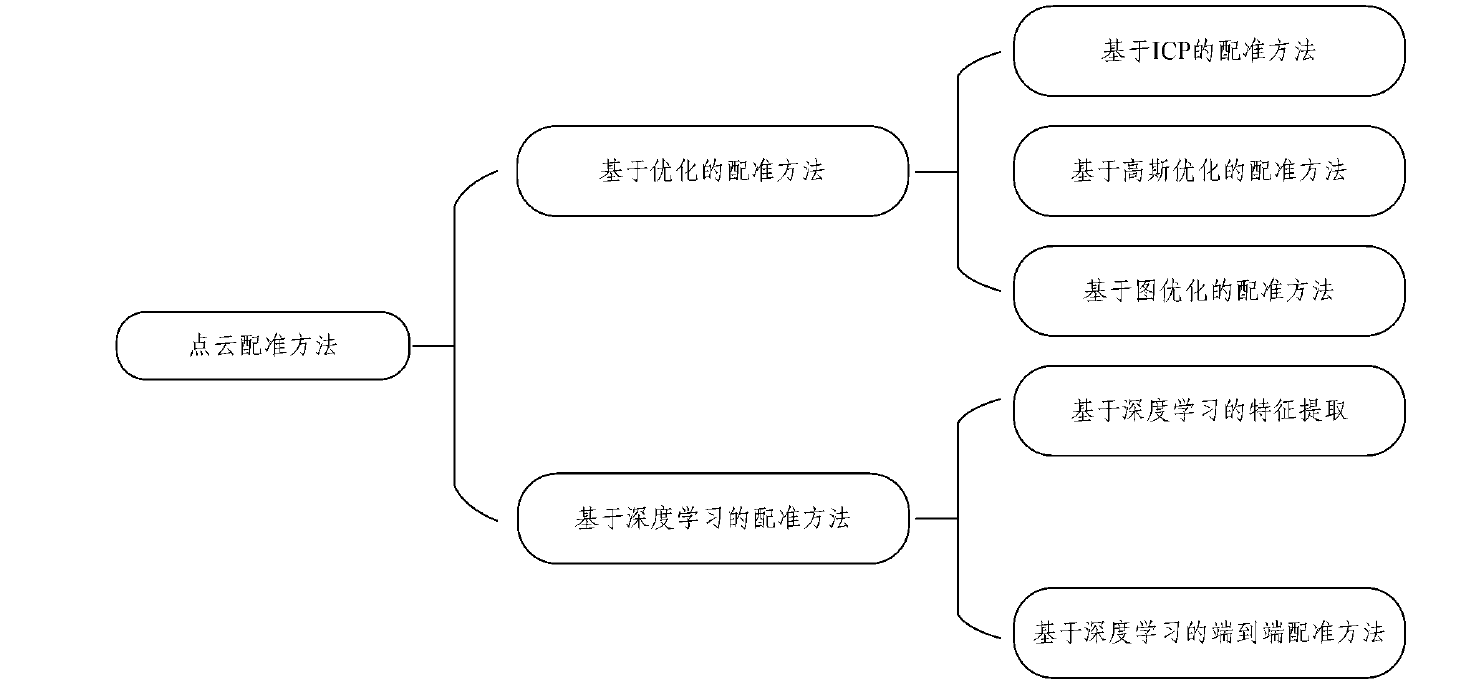 点云配准方法
基于优化的配准方法
基于ICP的配准方法
基于高斯优化的配准方法
基于图优化的配准方法
基于深度学习的配准方法
基于深度学习的特征提取
基于深度学习的端到端配准方法